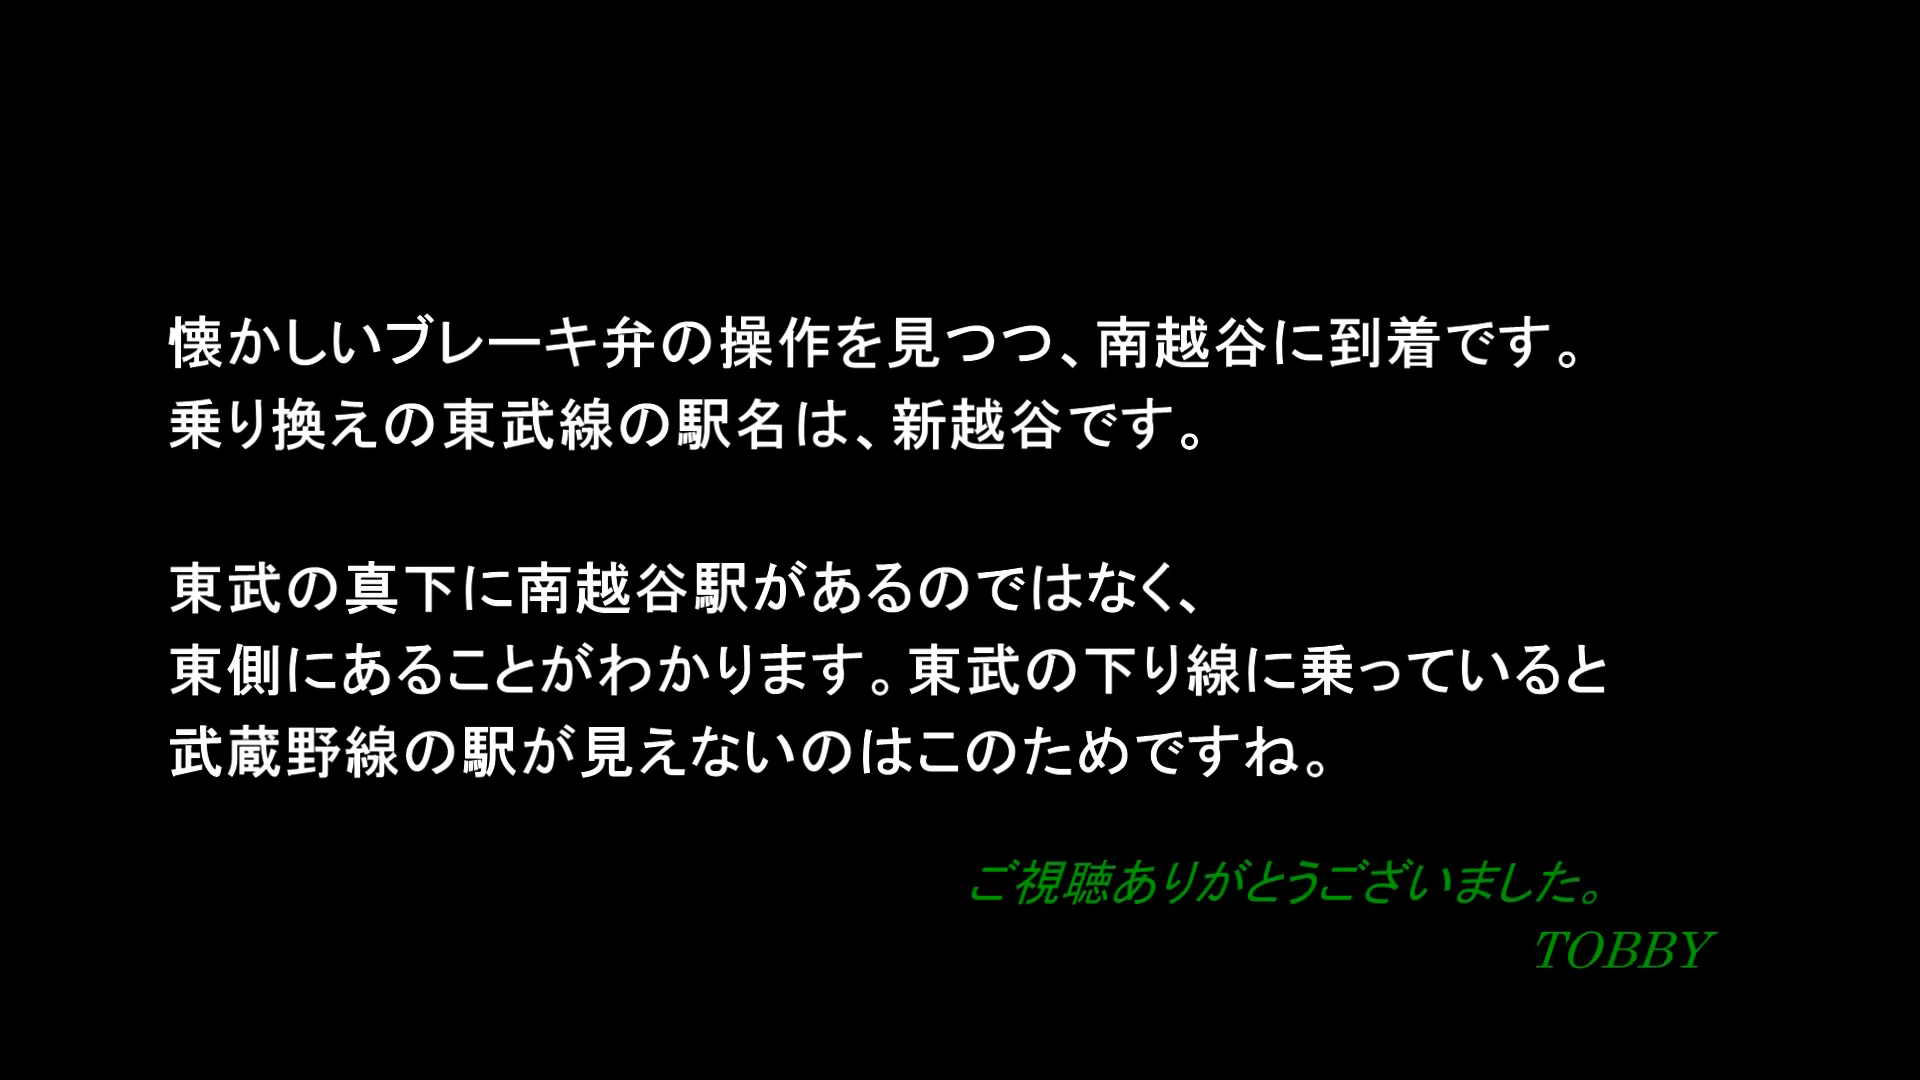 懐かしいブレーキ弁の操作を見つつ、南越谷に到着です。
乗り換えの東武線の駅名は、新越谷です。
東武の真下に南越谷駅があるのではなく、
東側にあることがわかります。東武の下り線に乗っていると
武蔵野線の駅が見えないのはこのためですね。
ご視聴ありがとうございました。
TOBBY